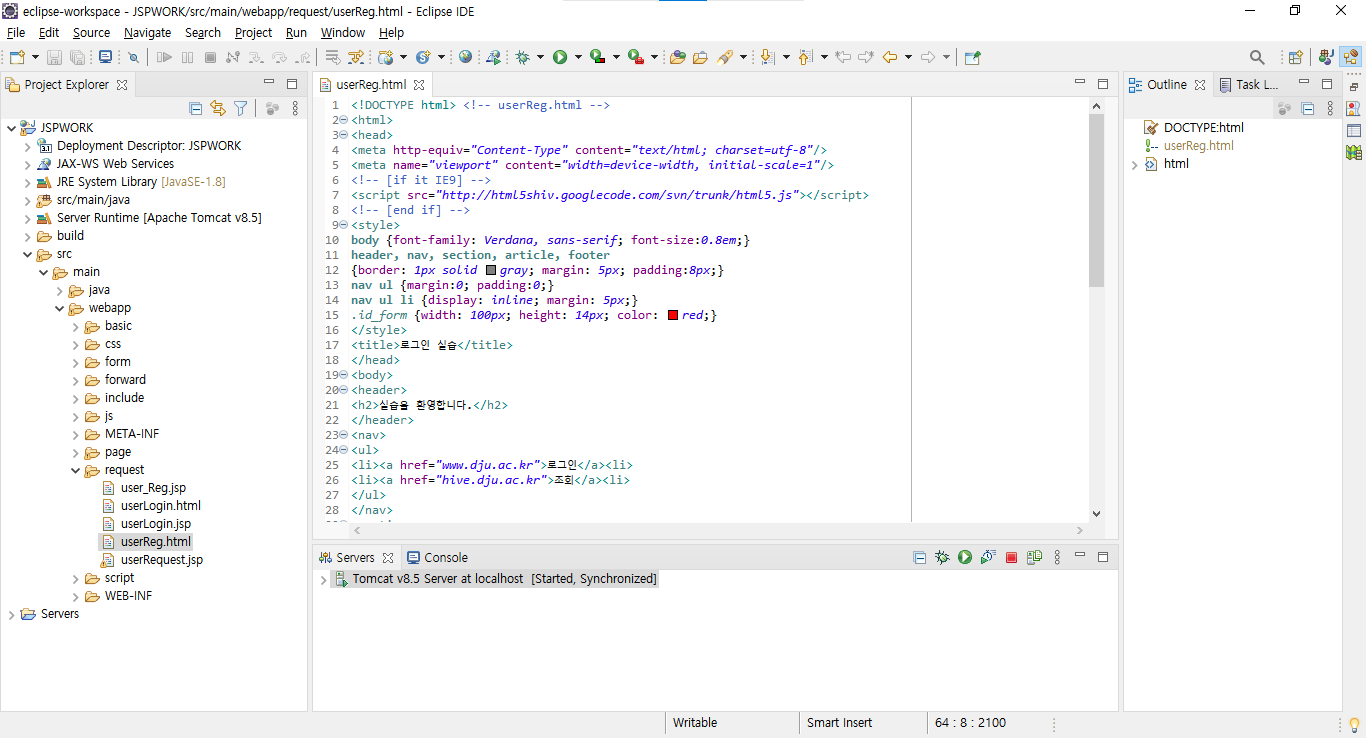 eclipse-workspace - JSPWORK/src/main/webapp/request/userReg.html - Eclipse IDE
File Edit Source Navigate Search Project Run Window Help
Project Explorer
JSPWORK
Deployment Descriptor: JSPWORK
JAX-WS Web Services
JRE System Library [JavaSE-1.8]
src/main/java
Server Runtime [Apache Tomcat v8.5]
build
src
main
java
webapp
basic
css
form
forward
include
js
META-INF
page
request
user_Reg.jsp
userLogin.html
userLogin.jsp
userReg.html
userRequest.jsp
script
WEB-INF
Servers
userReg.html
1 <!DOCTYPE html> <!-- userReg.html -->
2 <html>
3 <head>
4 <meta http-equiv="Content-Type" content="text/html; charset=utf-8"/>
5 <meta name="viewport" content="width=device-width, initial-scale=1"/>
6 <!-- [if it IE9] -->
7 <script src="http://html5shiv.googlecode.com/svn/trunk/html5.js"></script>
8 <!-- [end if] -->
9 <style>
10 body {font-family: Verdana, sans-serif; font-size:0.8em;}
11 header, nav, section, article, footer
12 {border: 1px solid gray; margin: 5px; padding:8px;}
13 nav ul {margin:0; padding:0;}
14 nav ul li {display: inline; margin: 5px;}
15 .id_form {width: 100px; height: 14px; color: red;}
16 </style>
17 <title>로그인 실습</title>
18 </head>
19 <body>
20 <header>
21 <h2>실습을 환영합니다.</h2>
22 </header>
23 <nav>
24 <ul>
25 <li><a href="www.dju.ac.kr">로그인</a><li>
26 <li><a href="hive.dju.ac.kr">조회</a><li>
27 </ul>
28 </nav>
Servers Console
Tomcat v8.5 Server at localhost [Started, Synchronized]
Outline Task L...
DOCTYPE:html
userReg.html
html
Writable Smart Insert 64 : 8 : 2100